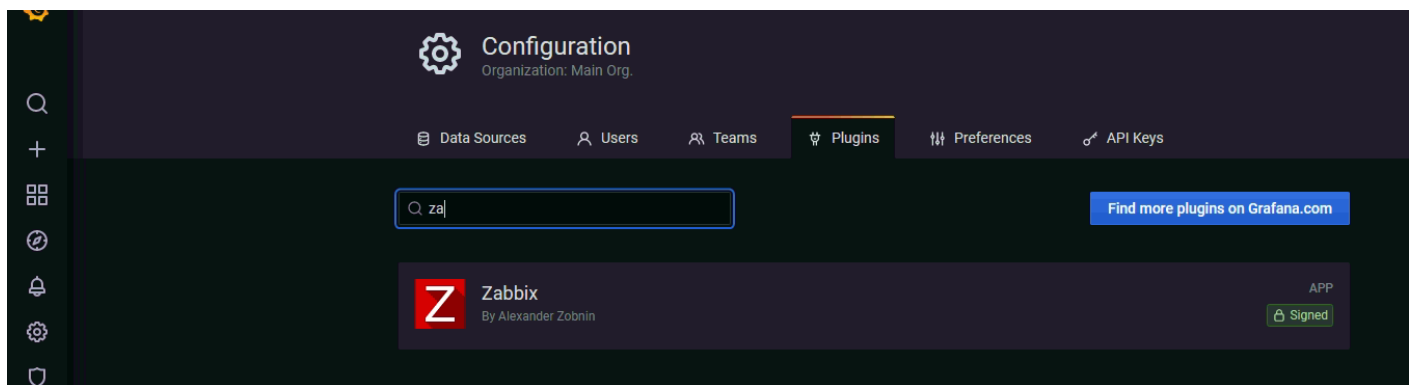 Configuration
Organization: Main Org.
Data Sources Users Teams Plugins Preferences API Keys
za
Find more plugins on Grafana.com
Z
Zabbix
By Alexander Zobnin
APP
Signed